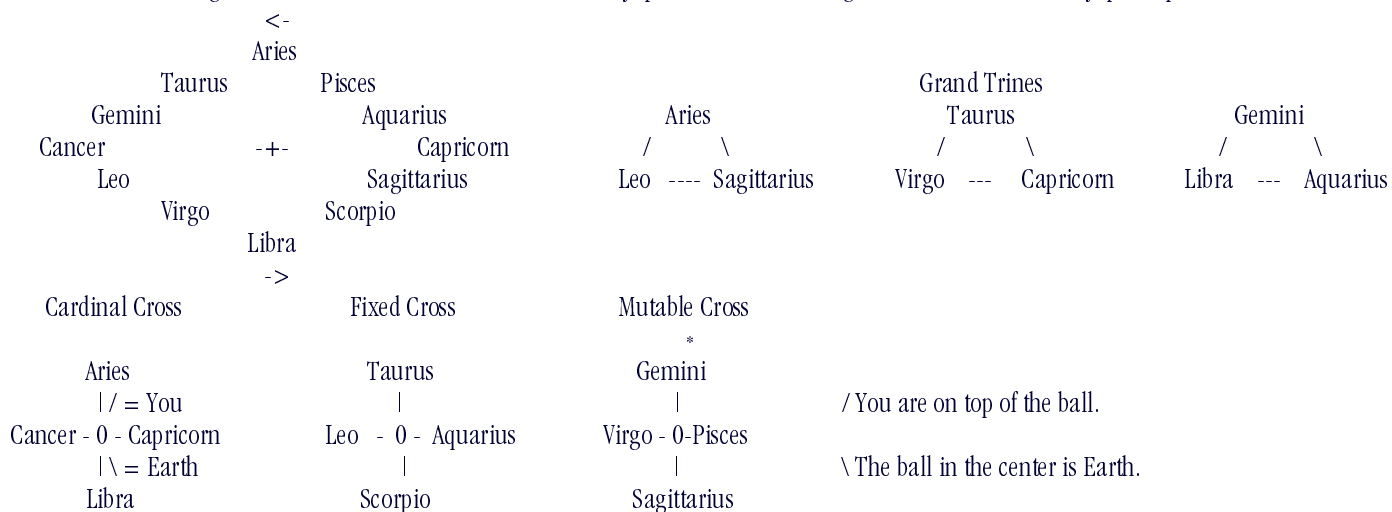 <-
Aries
Taurus Pisces Grand Trines
Gemini Aquarius Aries Taurus Gemini
Cancer -+- Capricorn / \ / \ / \
Leo Sagittarius Leo ---- Sagittarius Virgo --- Capricorn Libra --- Aquarius
Virgo Scorpio
Libra
->
Cardinal Cross Fixed Cross Mutable Cross
*
Aries Taurus Gemini
| / = You | | / You are on top of the ball.
Cancer - 0 - Capricorn Leo - 0 - Aquarius Virgo - 0-Pisces
| \ = Earth | | \ The ball in the center is Earth.
Libra Scorpio Sagittarius